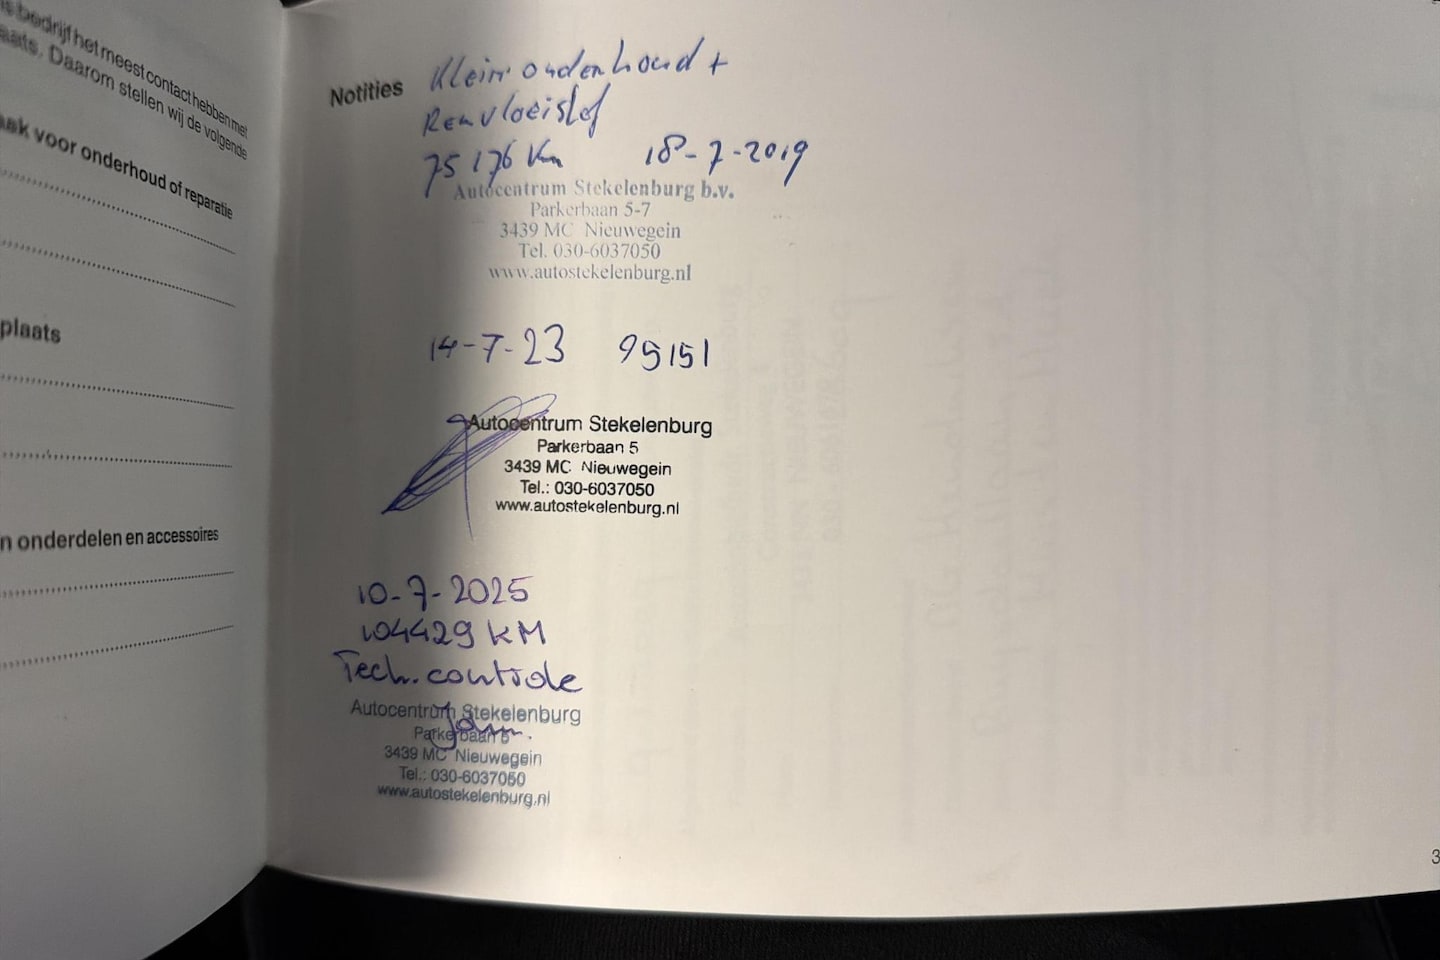 is bedrijf het meest contact hebben met
aats. Daarom stellen wij de volgende
aak voor onderhoud of reparatie
plaats
n onderdelen en accessoires
Notities
Klein onderhoud +
Remvloeistof
75176 Km 18-7-2019
Autocentrum Stekelenburg b.v.
Parkerbaan 5-7
3439 MC Nieuwegein
Tel. 030-6037050
www.autostekelenburg.nl
14-7-23 95151
Autocentrum Stekelenburg
Parkerbaan 5
3439 MC Nieuwegein
Tel.: 030-6037050
www.autostekelenburg.nl
10-7-2025
104429 KM
Tech. controle
Autocentrum Stekelenburg
Parkerbaan 5
3439 MC Nieuwegein
Tel.: 030-6037050
www.autostekelenburg.nl
3